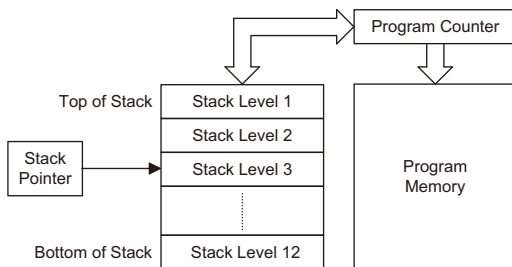 Program Counter
Top of Stack
Stack Level 1
Stack Level 2
Stack
Pointer
Stack Level 3
Program
Memory
Bottom of Stack
Stack Level 12